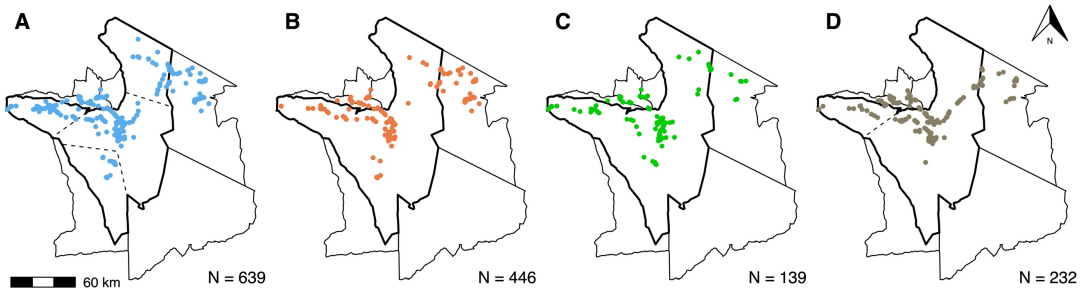 A
B
C
D
N
60 km
N = 639
N = 446
N = 139
N = 232